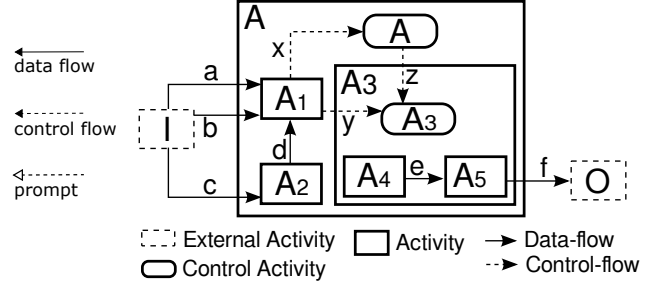 A
data flow
control flow
prompt
I
a
b
c
x
A
z
A3
A1
y
A3
d
A2
A4
e
A5
f
O
External Activity
Activity
Data-flow
Control Activity
Control-flow